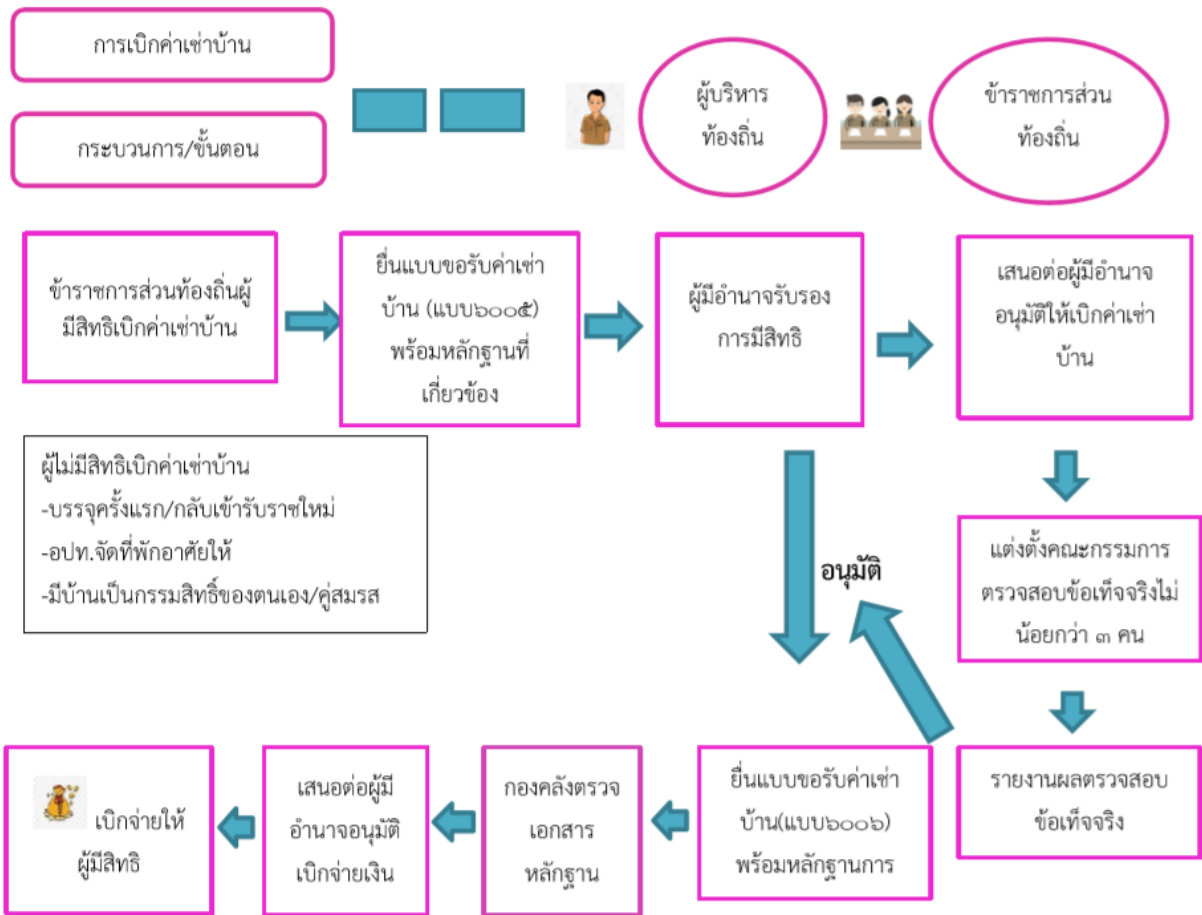 การเบิกค่าเช่าบ้าน
กระบวนการ/ขั้นตอน
ผู้บริหาร
ท้องถิ่น
ข้าราชการส่วน
ท้องถิ่น
ข้าราชการส่วนท้องถิ่นผู้
มีสิทธิเบิกค่าเช่าบ้าน
ยื่นแบบขอรับค่าเช่า
บ้าน (แบบ๖๐๐๕)
พร้อมหลักฐานที่
เกี่ยวข้อง
ผู้มีอำนาจรับรอง
การมีสิทธิ
เสนอต่อผู้มีอำนาจ
อนุมัติให้เบิกค่าเช่า
บ้าน
ผู้ไม่มีสิทธิเบิกค่าเช่าบ้าน
-บรรจุครั้งแรก/กลับเข้ารับราชใหม่
-อปท.จัดที่พักอาศัยให้
-มีบ้านเป็นกรรมสิทธิ์ของตนเอง/คู่สมรส
อนุมัติ
แต่งตั้งคณะกรรมการ
ตรวจสอบข้อเท็จจริงไม่
น้อยกว่า ๓ คน
รายงานผลตรวจสอบ
ข้อเท็จจริง
ยื่นแบบขอรับค่าเช่า
บ้าน(แบบ๖๐๐๖)
พร้อมหลักฐานการ
กองคลังตรวจ
เอกสาร
หลักฐาน
เสนอต่อผู้มี
อำนาจอนุมัติ
เบิกจ่ายเงิน
เบิกจ่ายให้
ผู้มีสิทธิ